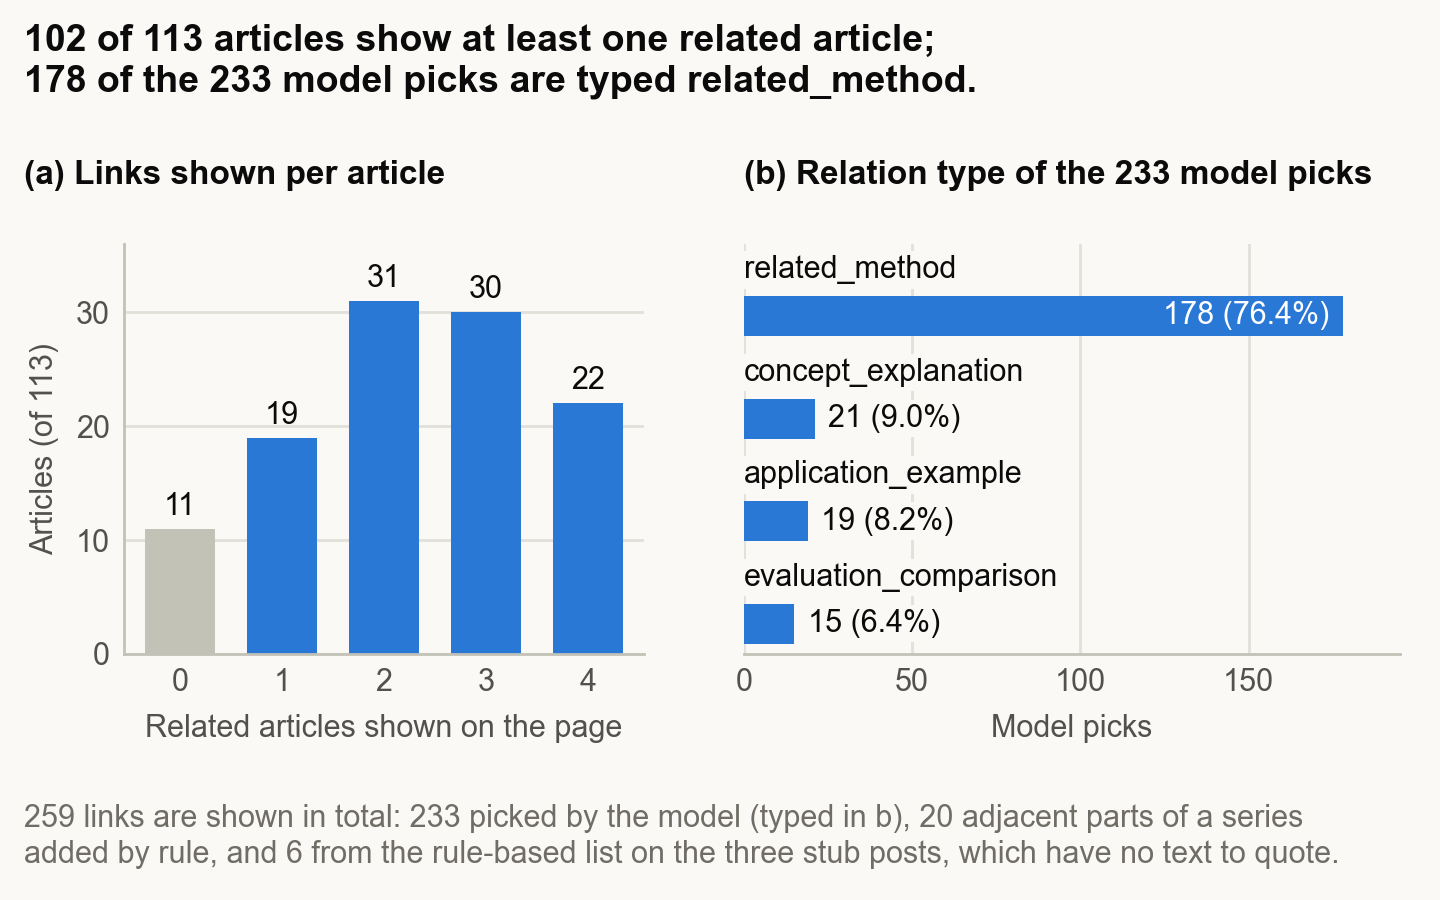 102 of 113 articles show at least one related article;
178 of the 233 model picks are typed related_method.
(a) Links shown per article
Articles (of 113)
30
20
10
0
11
19
31
30
22
0
1
2
3
4
Related articles shown on the page
(b) Relation type of the 233 model picks
related_method
178 (76.4%)
concept_explanation
21 (9.0%)
application_example
19 (8.2%)
evaluation_comparison
15 (6.4%)
0
50
100
150
Model picks
259 links are shown in total: 233 picked by the model (typed in b), 20 adjacent parts of a series
added by rule, and 6 from the rule-based list on the three stub posts, which have no text to quote.